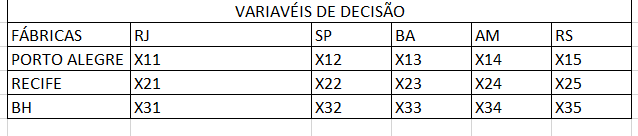 VARIAVÉIS DE DECISÃO
FÁBRICAS RJ SP BA AM RS
PORTO ALEGRE X11 X12 X13 X14 X15
RECIFE X21 X22 X23 X24 X25
BH X31 X32 X33 X34 X35